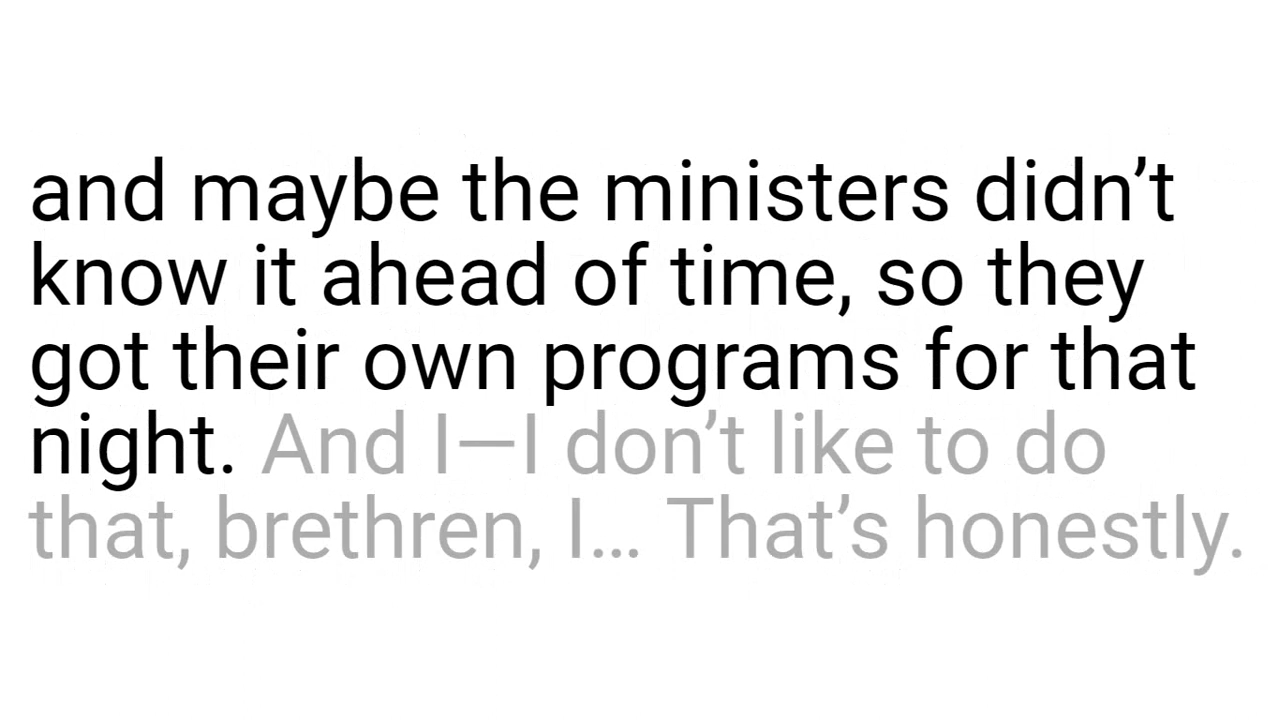 and maybe the ministers didn’t
know it ahead of time, so they
got their own programs for that
night. And I—I don’t like to do
that, brethren, I… That’s honestly.